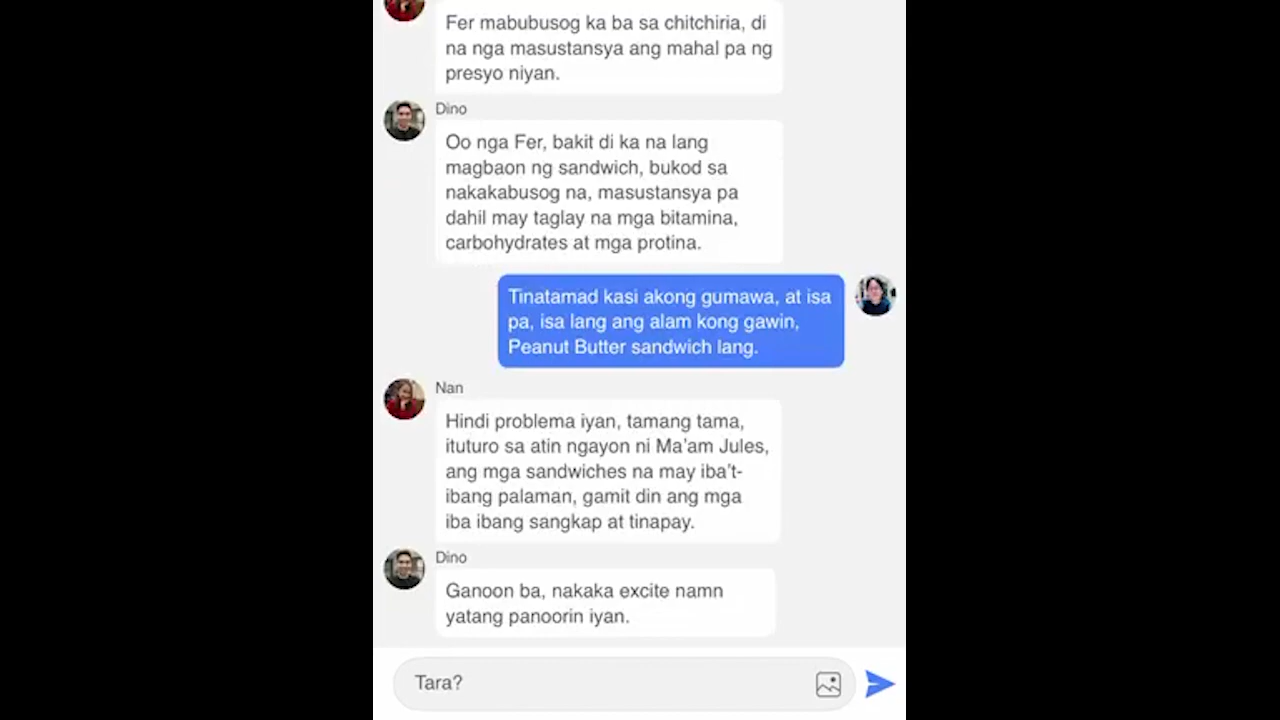 Fer mabubusog ka ba sa chitchiria, di
na nga masustansya ang mahal pa ng
presyo niyan.
Dino
Oo nga Fer, bakit di ka na lang
magbaon ng sandwich, bukod sa
nakakabusog na, masustansya pa
dahil may taglay na mga bitamina,
carbohydrates at mga protina.
Tinatamad kasi akong gumawa, at isa
pa, isa lang ang alam kong gawin,
Peanut Butter sandwich lang.
Nan
Hindi problema iyan, tamang tama,
ituturo sa atin ngayon ni Ma’am Jules,
ang mga sandwiches na may iba’t-
ibang palaman, gamit din ang mga
iba ibang sangkap at tinapay.
Dino
Ganoon ba, nakaka excite namn
yatang panoorin iyan.
Tara?